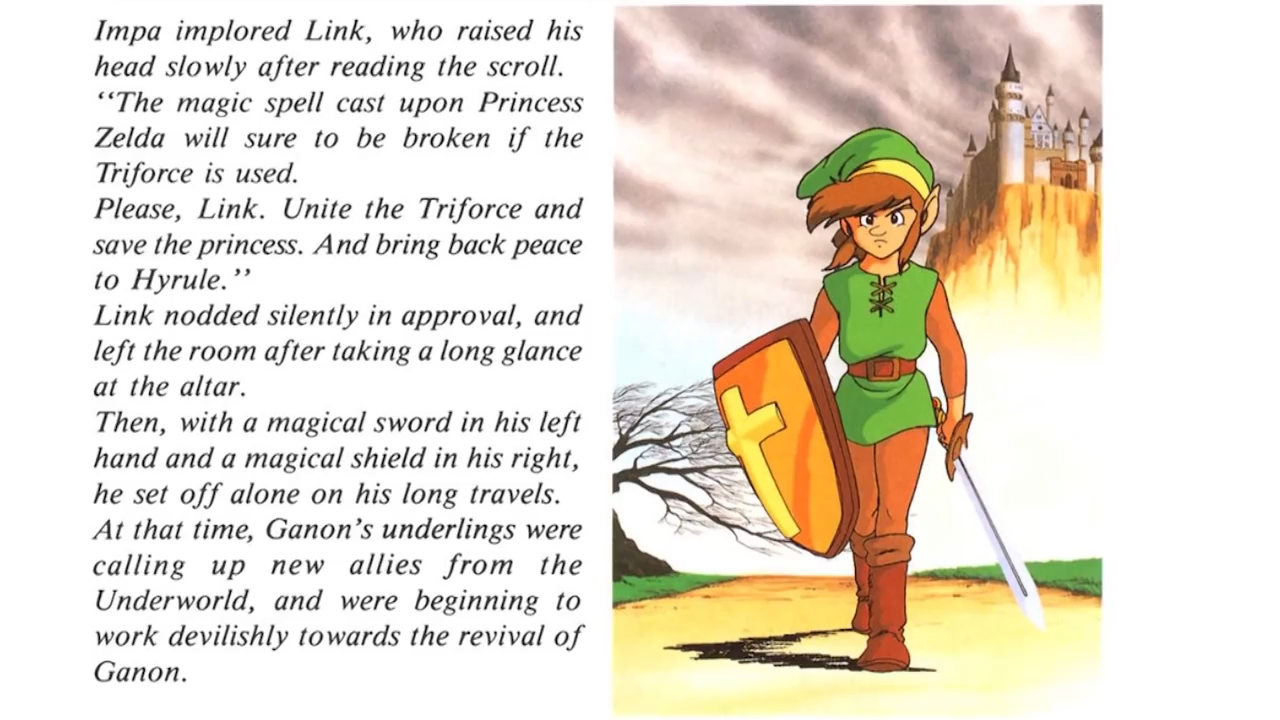 Impa implored Link, who raised his
head slowly after reading the scroll.
‘‘The magic spell cast upon Princess
Zelda will sure to be broken if the
Triforce is used.
Please, Link. Unite the Triforce and
save the princess. And bring back peace
to Hyrule.’’
Link nodded silently in approval, and
left the room after taking a long glance
at the altar.
Then, with a magical sword in his left
hand and a magical shield in his right,
he set off alone on his long travels.
At that time, Ganon’s underlings were
calling up new allies from the
Underworld, and were beginning to
work devilishly towards the revival of
Ganon.